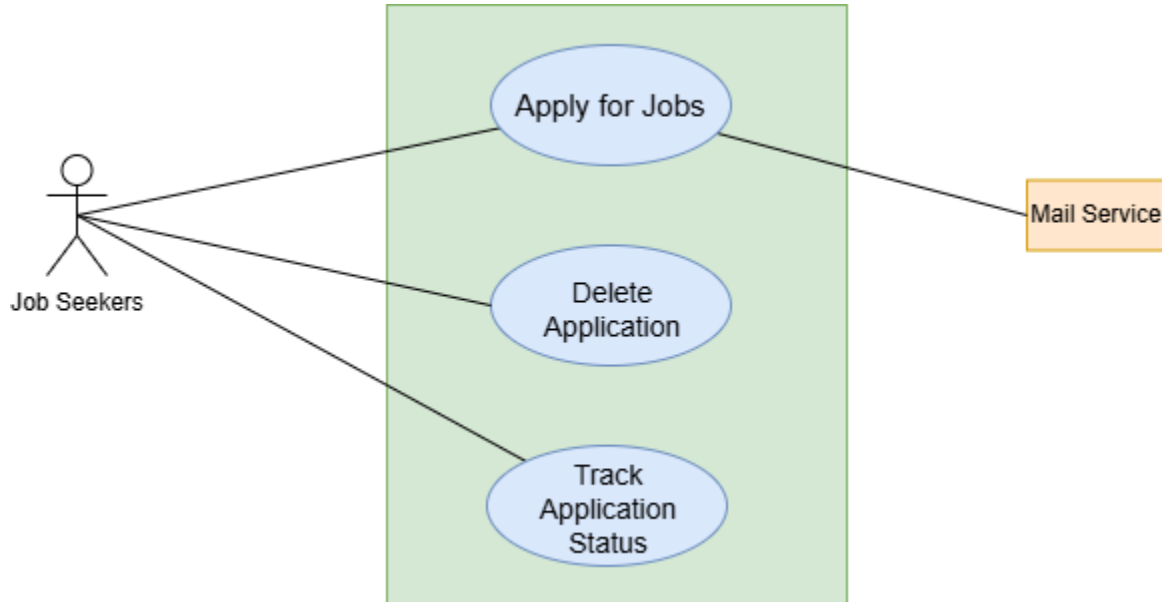 Apply for Jobs
Mail Service
Job Seekers
Delete
Application
Track
Application
Status